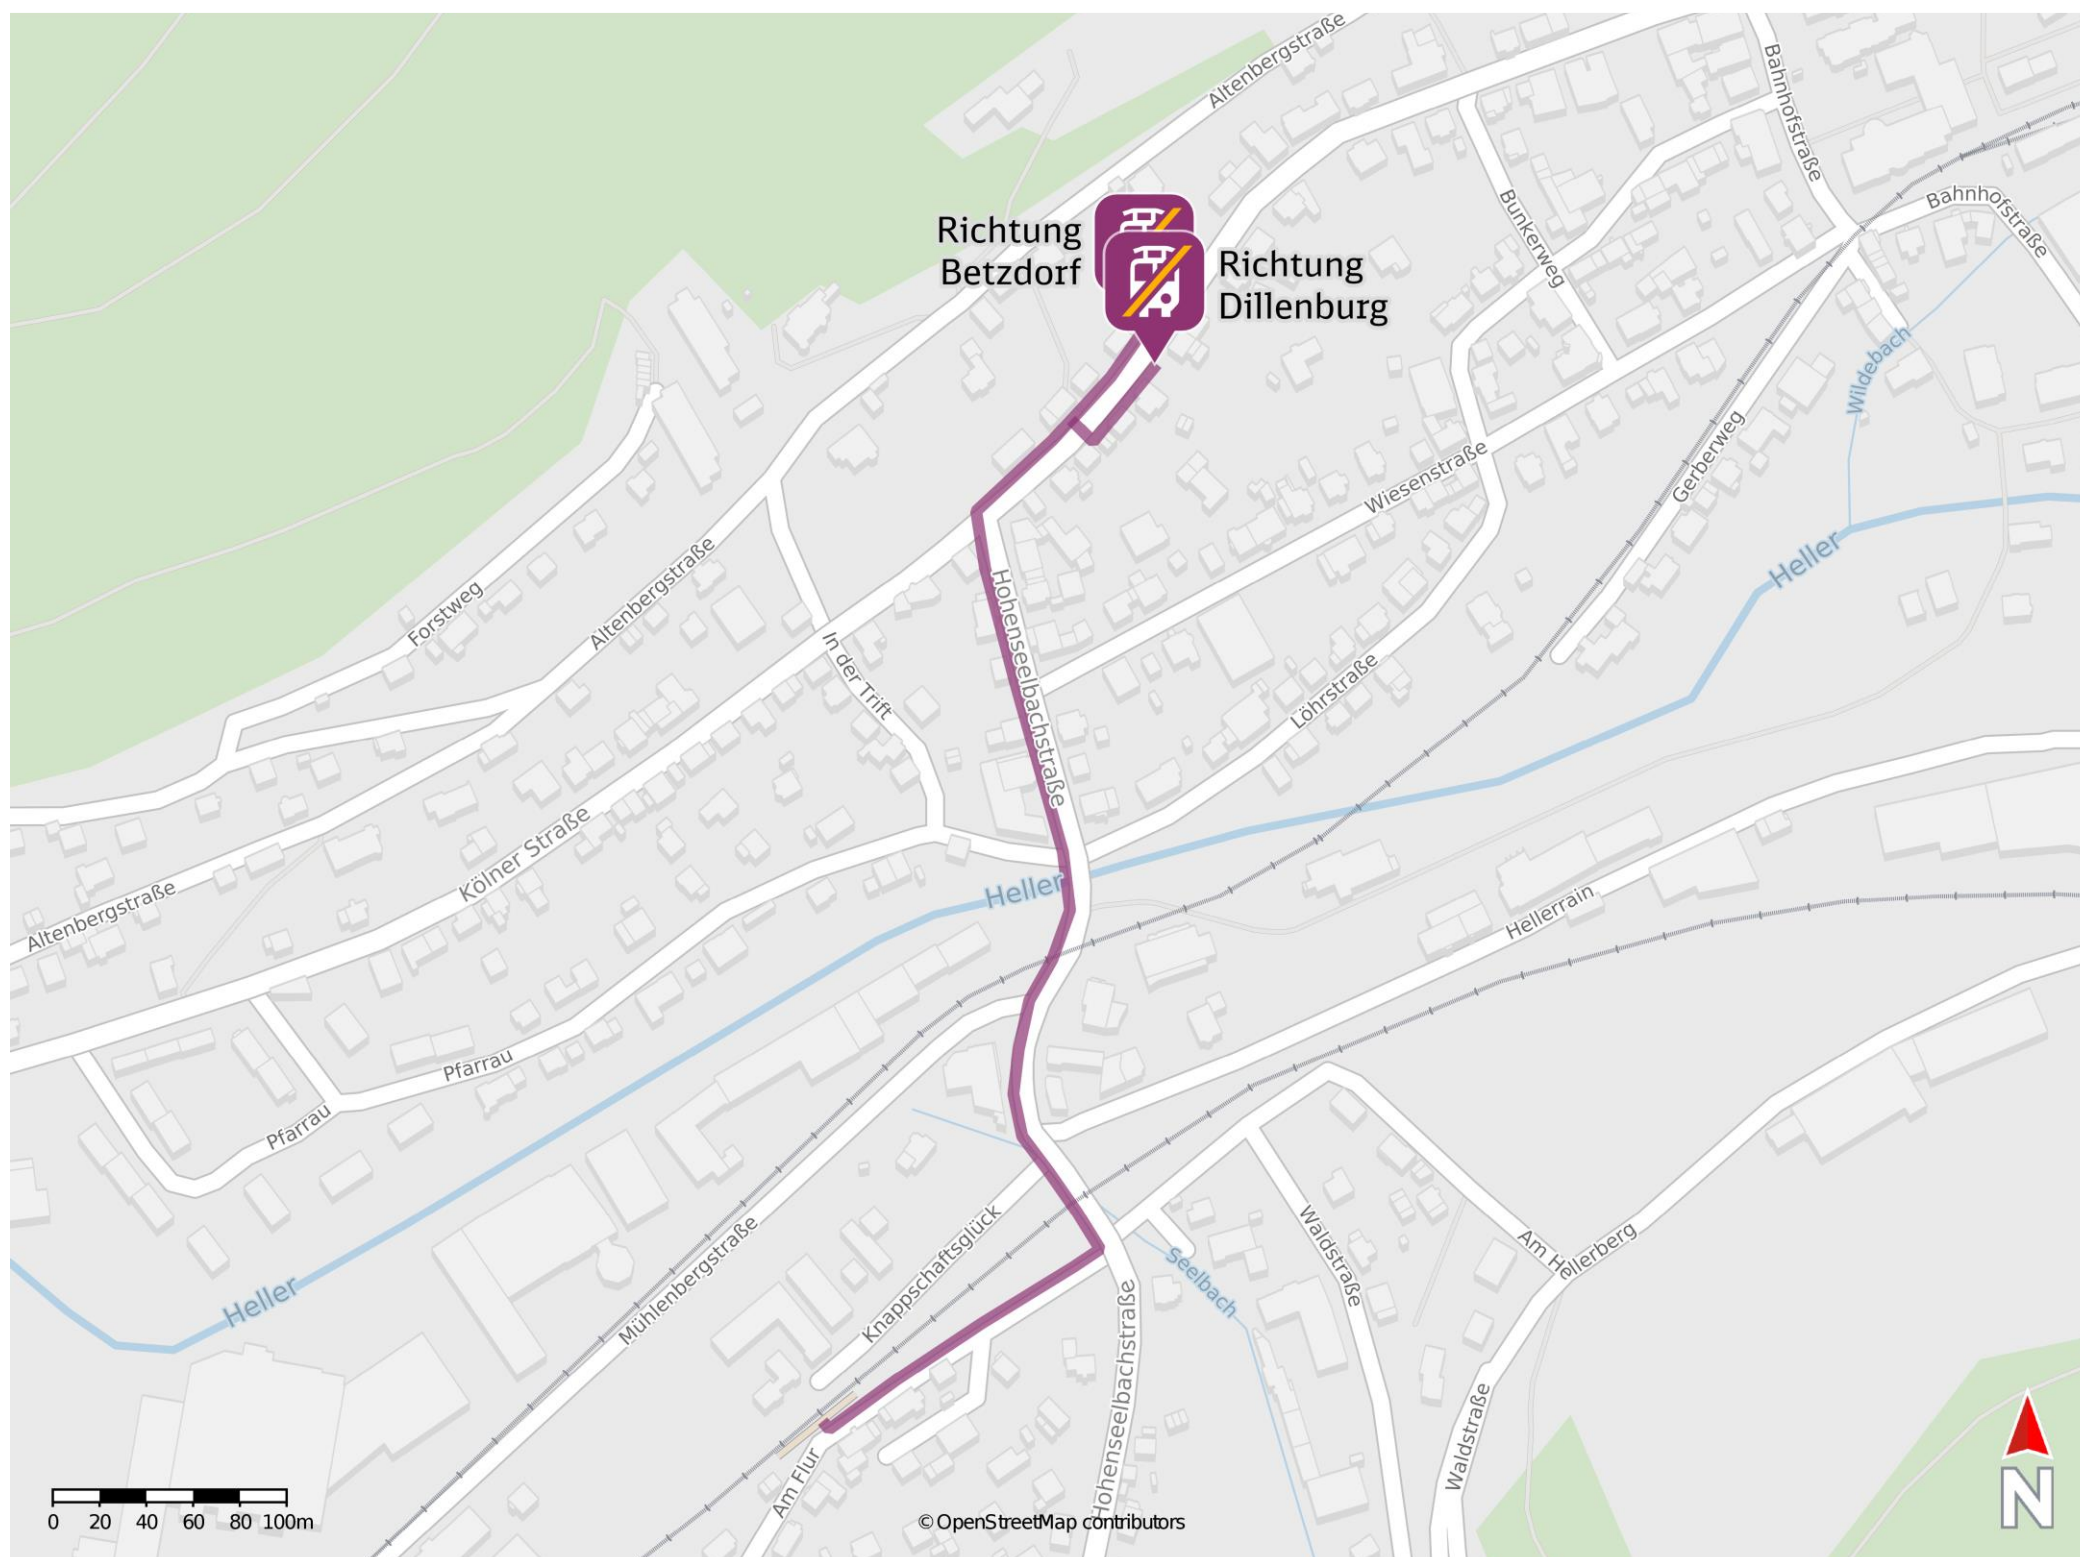 Altenbergstraße
Bahnhofstraße
Bahnhofstraße
Bunkerweg
Richtung
Betzdorf
Richtung
Dillenburg
Wildebach
Gerberweg
Wiesenstraße
Heller
Forstweg
Altenbergstraße
Hohenseelbachstraße
In der Trift
Löhrstraße
Kölner Straße
Altenbergstraße
Heller
Hellerrain
Pfarrau
Pfarrau
Heller
Mühlenbergstraße
Knappschaftsglück
Seelbach
Waldstraße
Am Hellerberg
Hohenseelbachstraße
Waldstraße
Am Flur
0 20 40 60 80 100m
© OpenStreetMap contributors
N